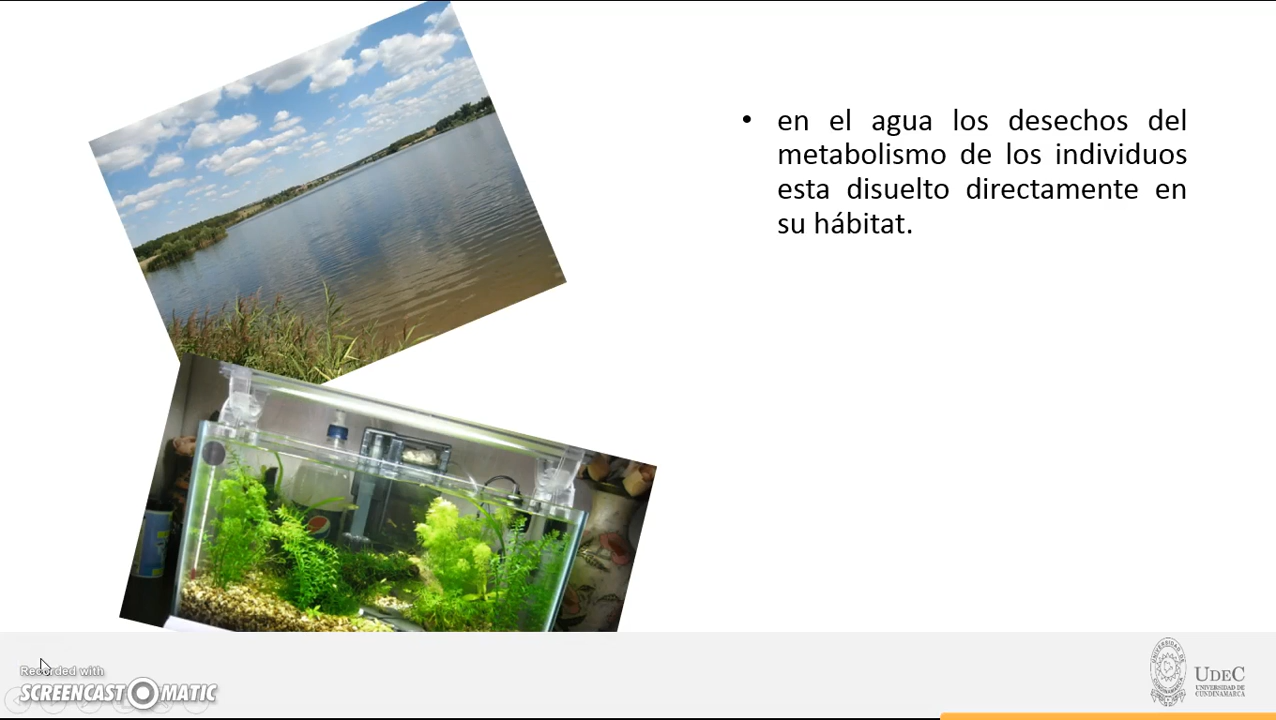 • en el agua los desechos del
metabolismo de los individuos
esta disuelto directamente en
su hábitat.
Recorded with
SCREENCAST MATIC
UDEC
UNIVERSIDAD DE
CUNDINAMARCA